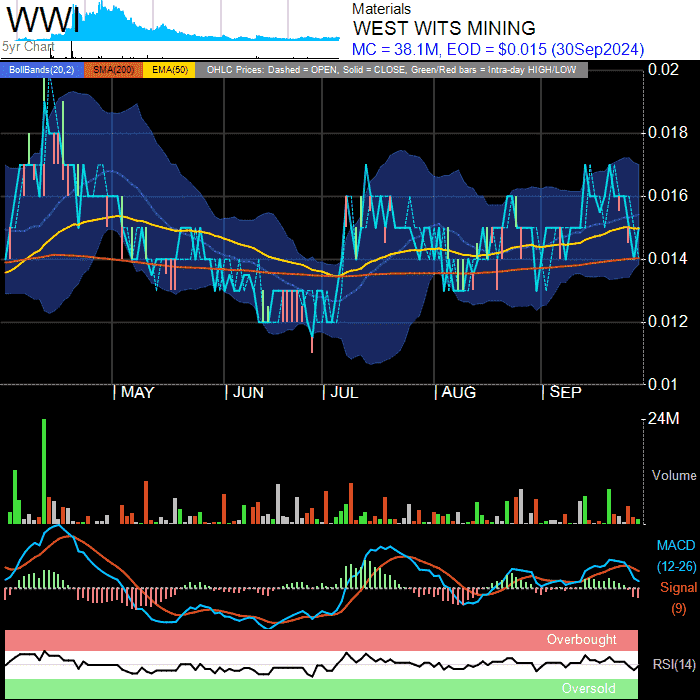 WWI
Materials
WEST WITS MINING
5yr Chart
MC = 38.1M, EOD = $0.015 (30Sep2024)
BollBands(20,2) SMA(200) EMA(50) OHLC Prices: Dashed = OPEN, Solid = CLOSE, Green/Red bars = Intra-day HIGH/LOW
0.02
0.018
0.016
0.014
0.012
0.01
MAY JUN JUL AUG SEP
24M
Volume
MACD
(12-26)
Signal
(9)
Overbought
RSI(14)
Oversold